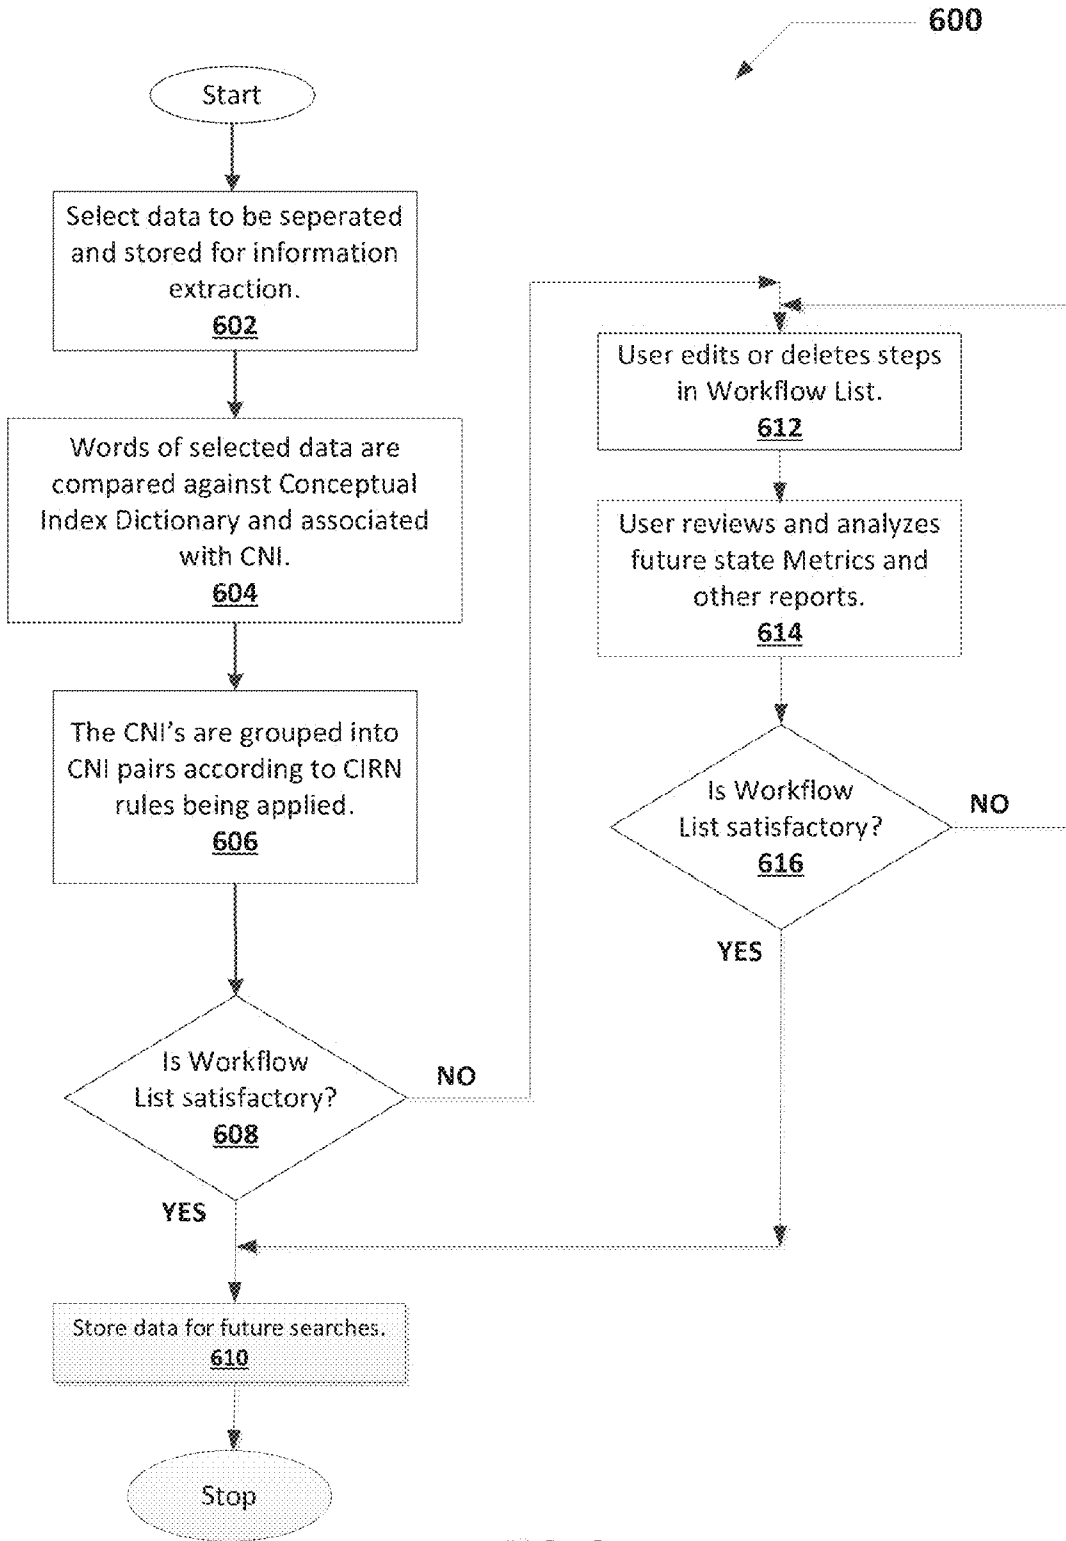 600
Start
Select data to be seperated
and stored for information
extraction.
602
Words of selected data are
compared against Conceptual
Index Dictionary and associated
with CNI.
604
The CNI's are grouped into
CNI pairs according to CIRN
rules being applied.
606
Is Workflow
List satisfactory?
608
NO
YES
Store data for future searches.
610
Stop
User edits or deletes steps
in Workflow List.
612
User reviews and analyzes
future state Metrics and
other reports.
614
Is Workflow
List satisfactory?
616
NO
YES